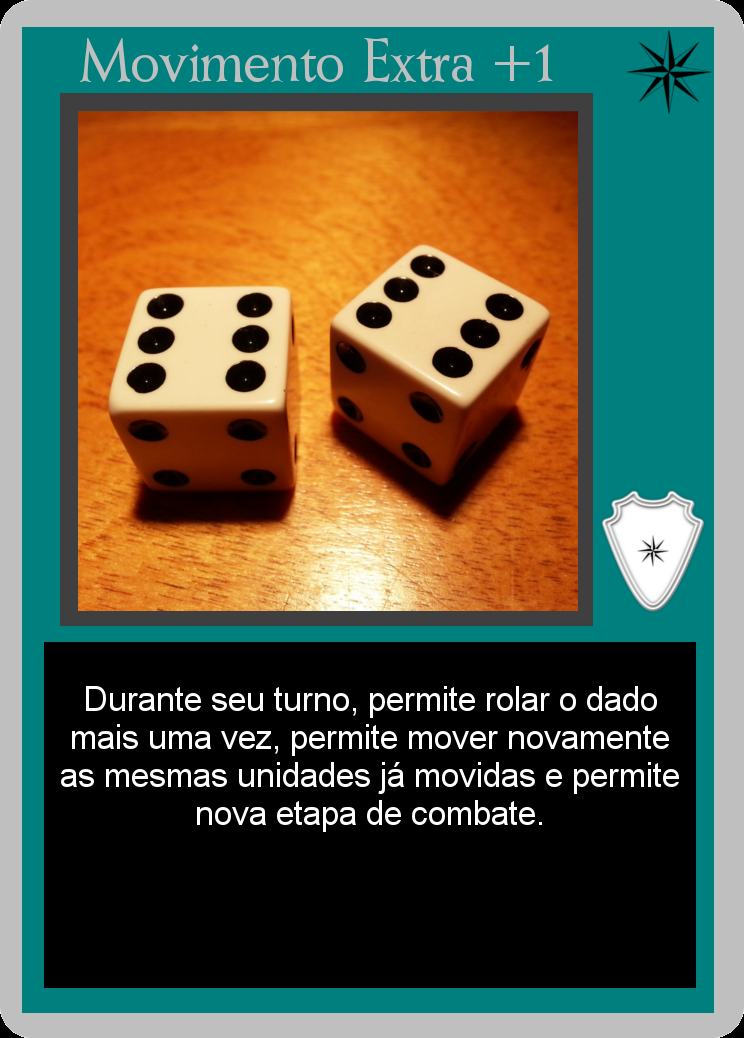 Movimento Extra +1
Durante seu turno, permite rolar o dado
mais uma vez, permite mover novamente
as mesmas unidades já movidas e permite
nova etapa de combate.